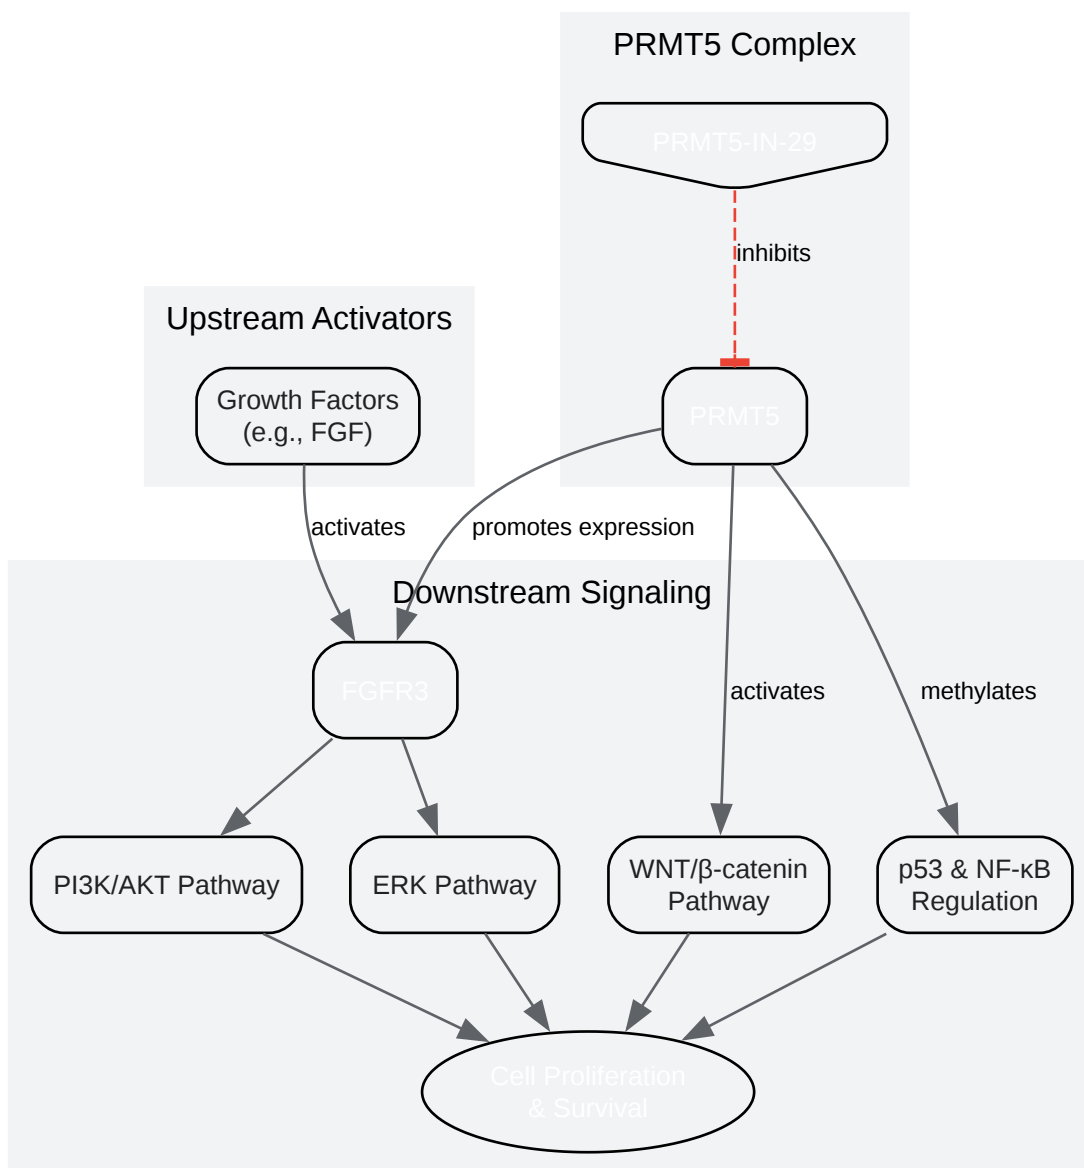 PRMT5 Complex
PRMT5-IN-29
inhibits
Upstream Activators
Growth Factors
(e.g., FGF)
PRMT5
activates
promotes expression
Downstream Signaling
FGFR3
activates
methylates
PI3K/AKT Pathway
ERK Pathway
WNT/β-catenin
Pathway
p53 & NF-κB
Regulation
Cell Proliferation
& Survival